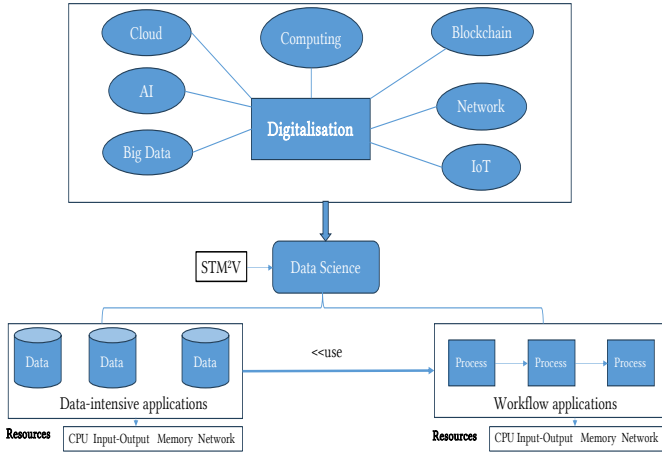 Cloud
Computing
Blockchain
AI
Network
Digitalisation
Big Data
IoT
STM²V
Data Science
Data
Data
Data
<<use
Process
Process
Process
Data-intensive applications
Workflow applications
Resources
CPU Input-Output Memory Network
Resources
CPU Input-Output Memory Network